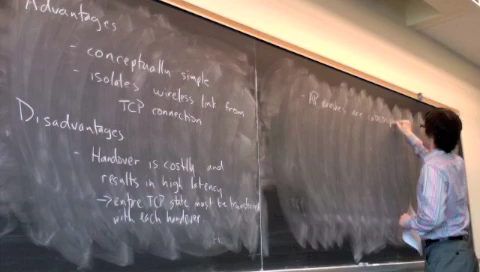 Advantages
- conceptually simple
- isolates wireless link from
TCP connection
Disadvantages
- Handover is costly and
results in high latency
→ entire TCP state must be transferred
with each handover.
- are